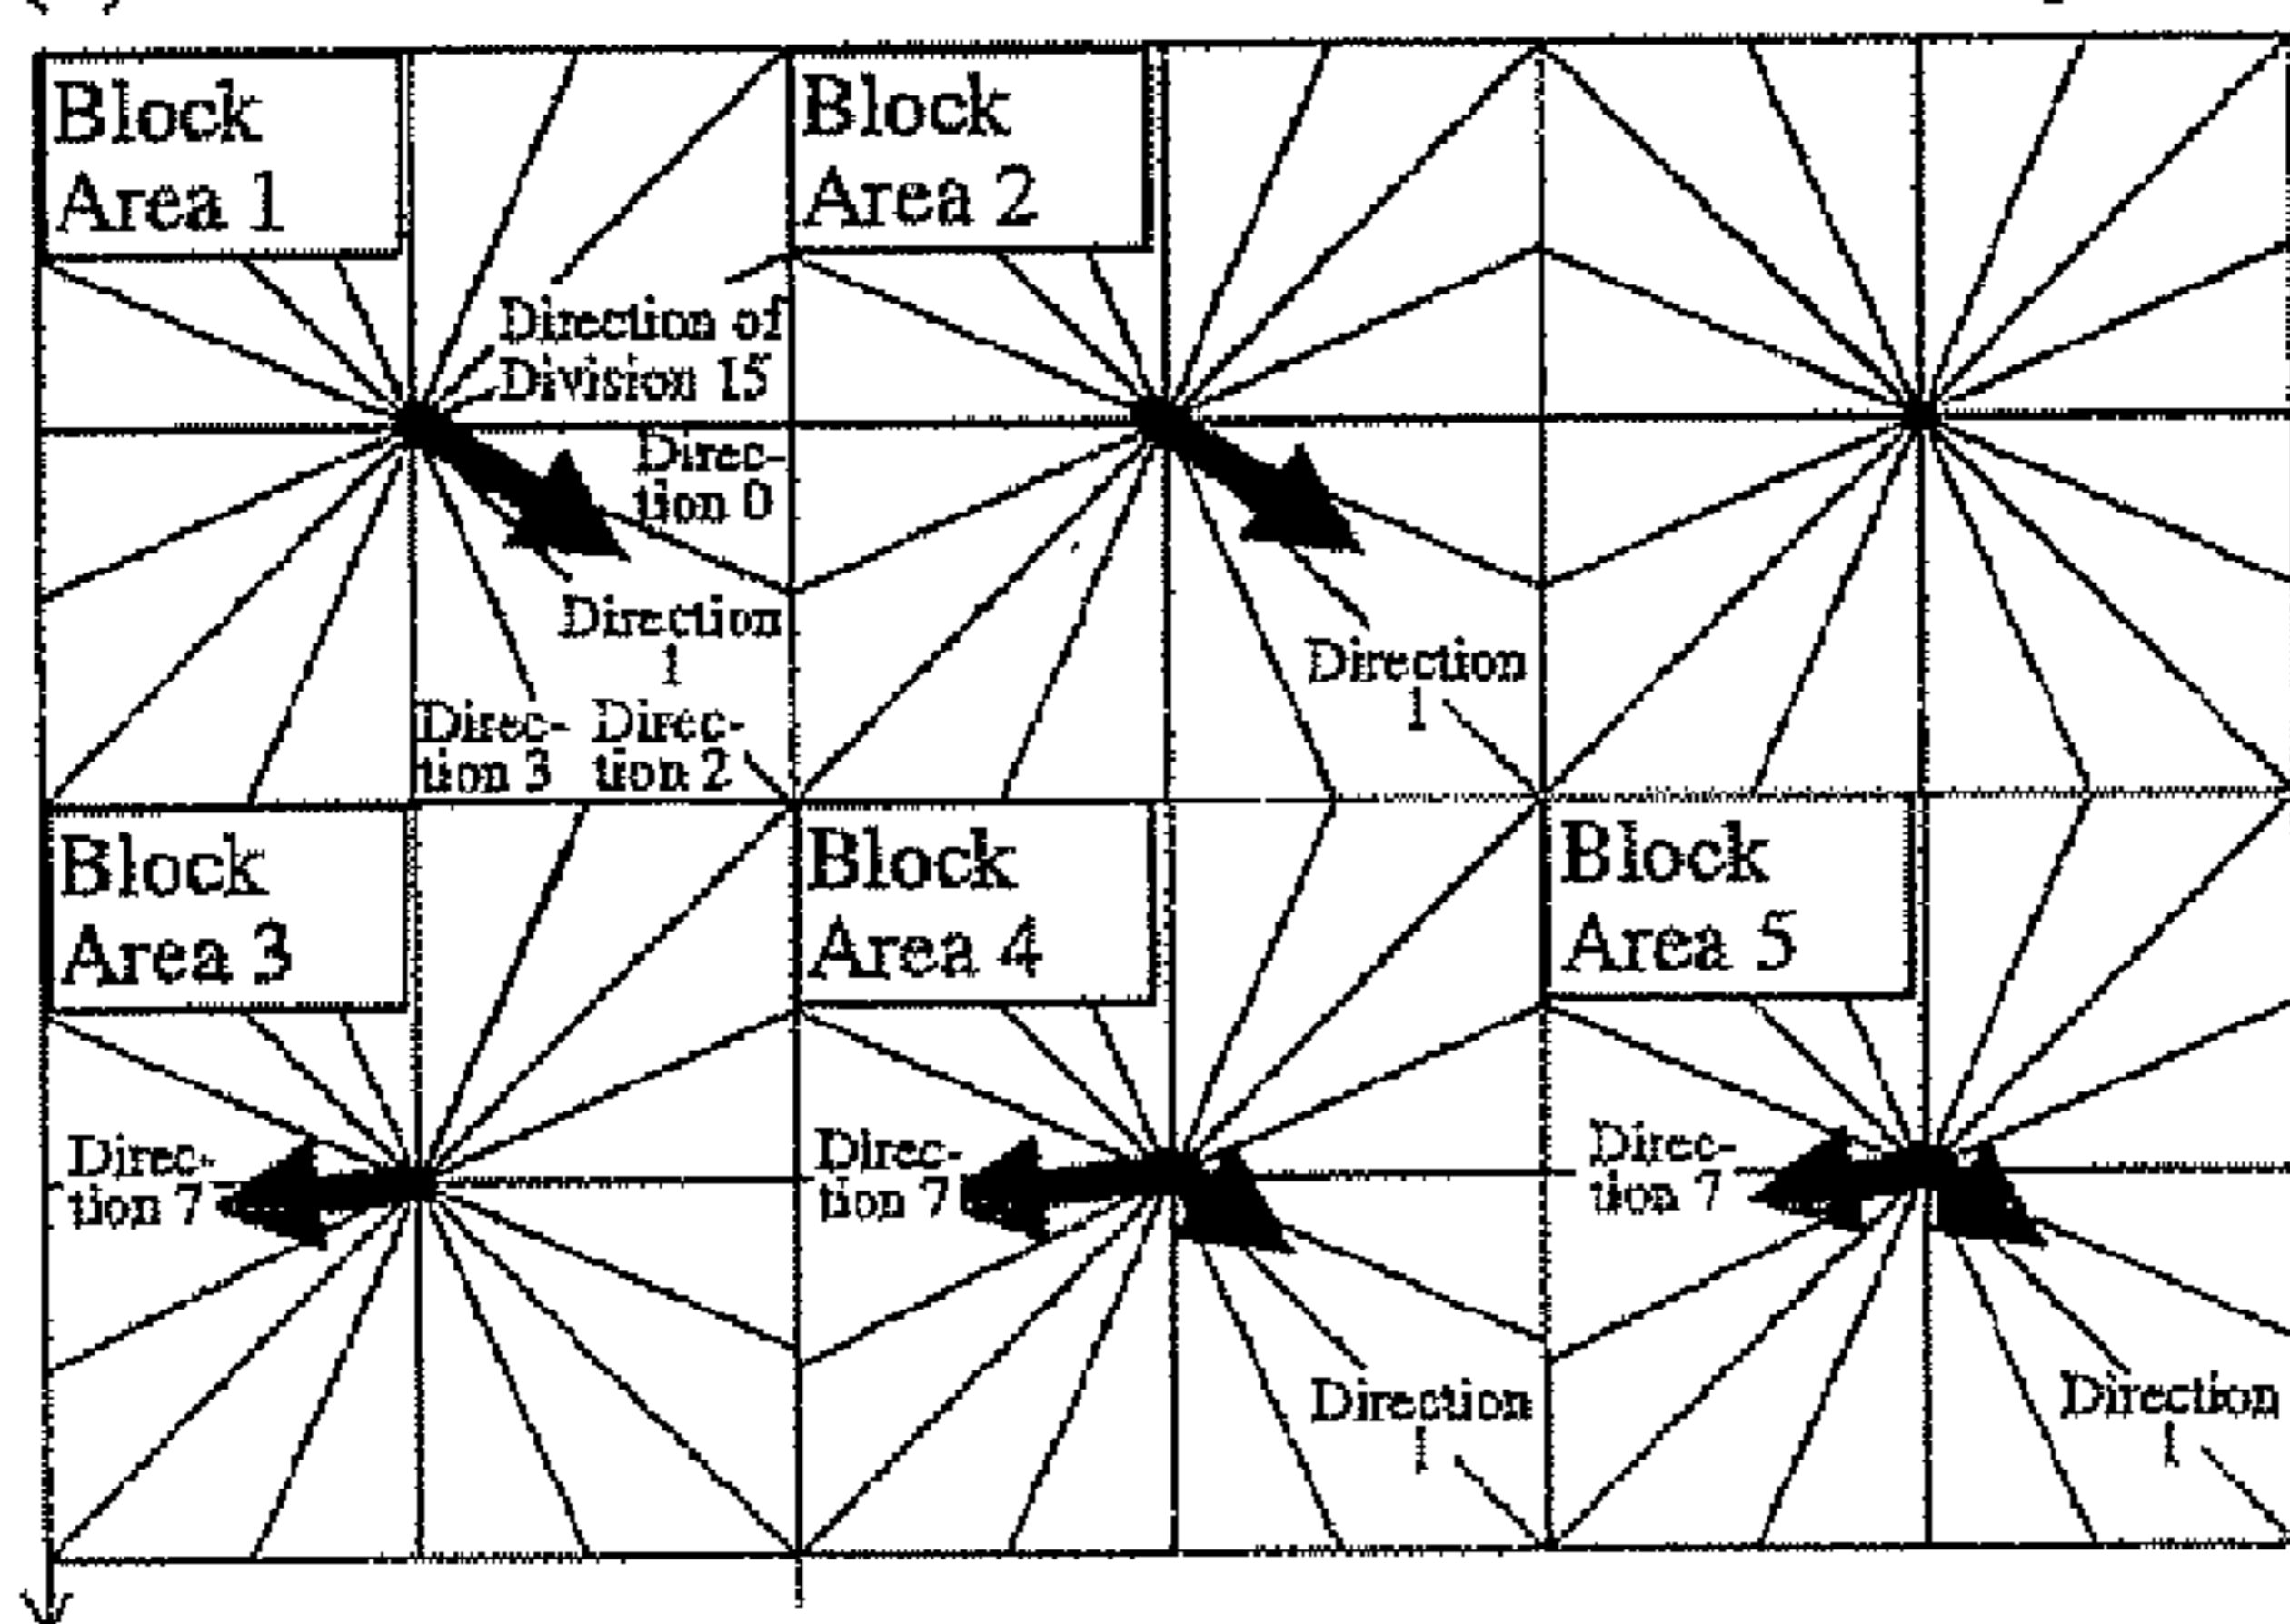 Block
Area 1
Block
Area 2
Direction of
Division 15
Direc-
tion 0
Direction
1
Direc-
tion 3
Direc-
tion 2
Direction
1
Block
Area 3
Block
Area 4
Block
Area 5
Direc-
tion 7
Direc-
tion 7
Direc-
tion 7
Direction
1
Direction
1